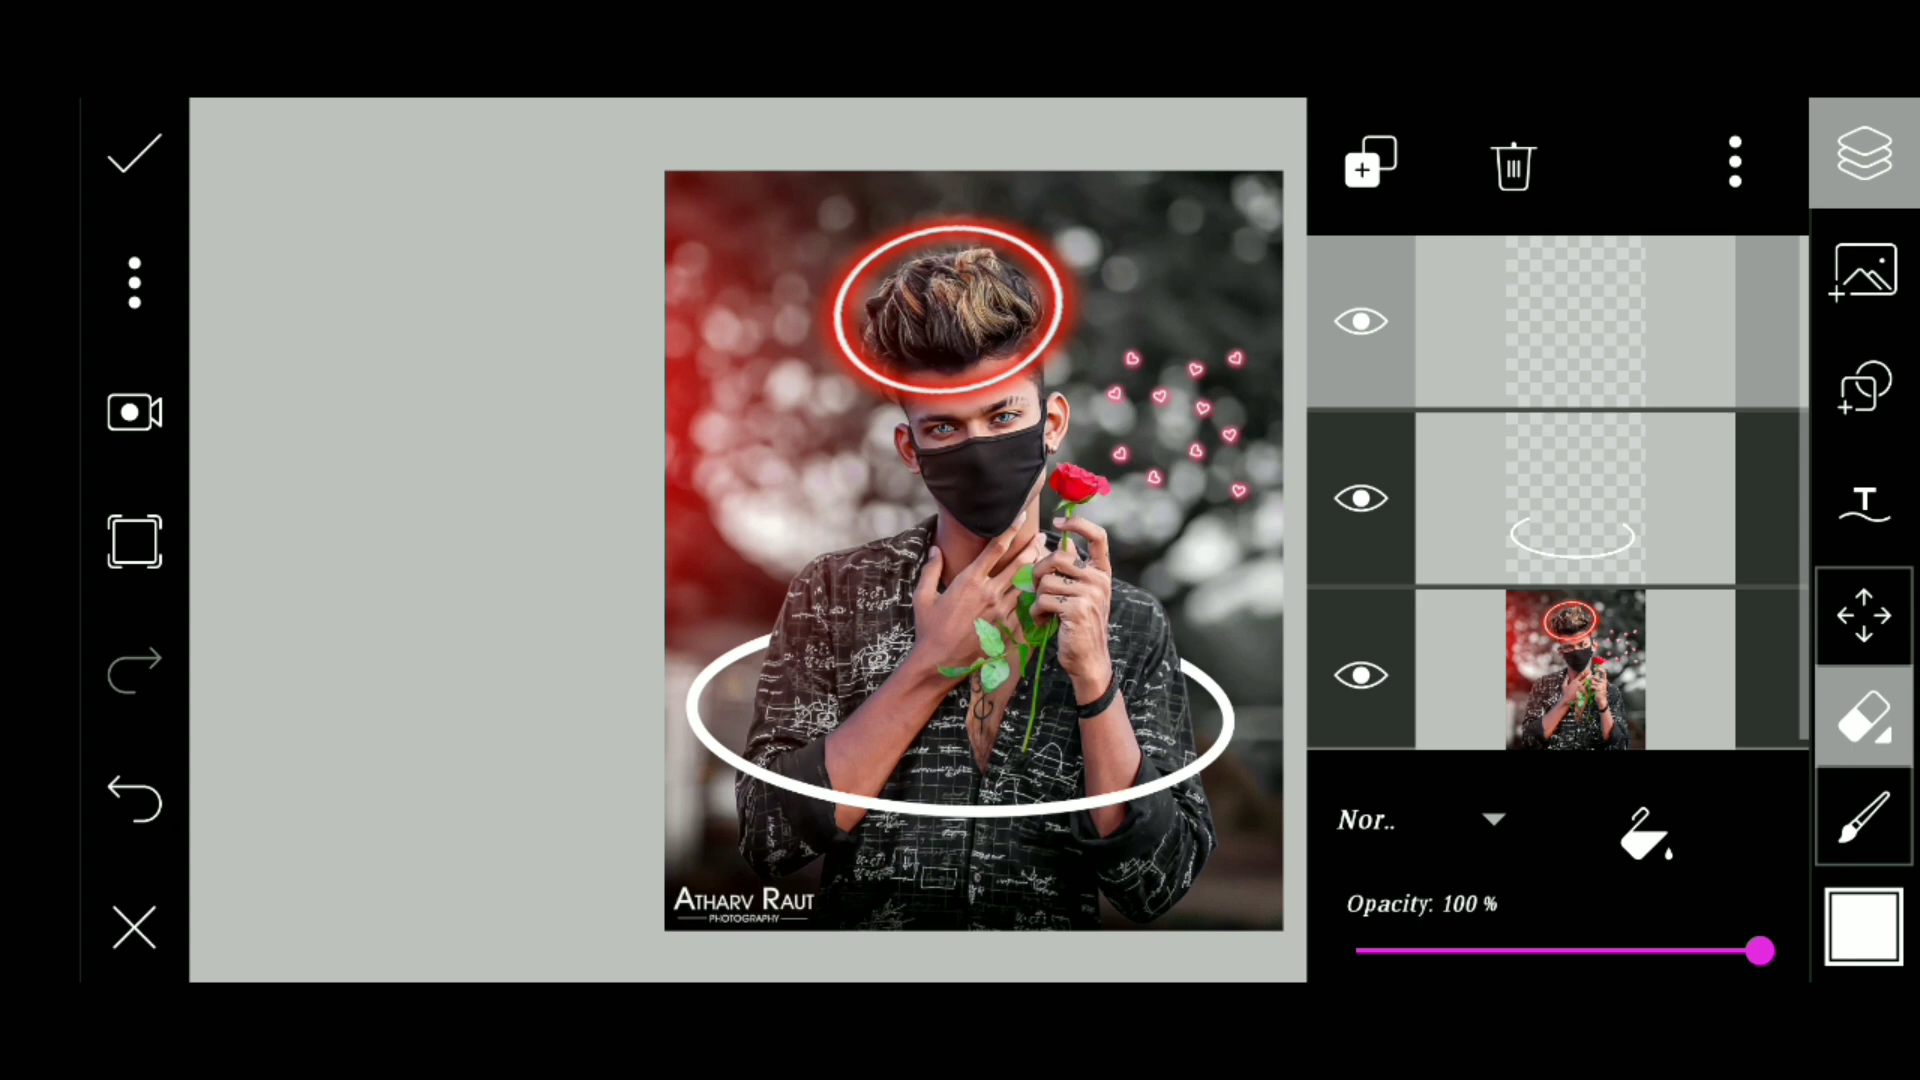 T
Nor..
Opacity: 100 %
ATHARV RAUT
PHOTOGRAPHY